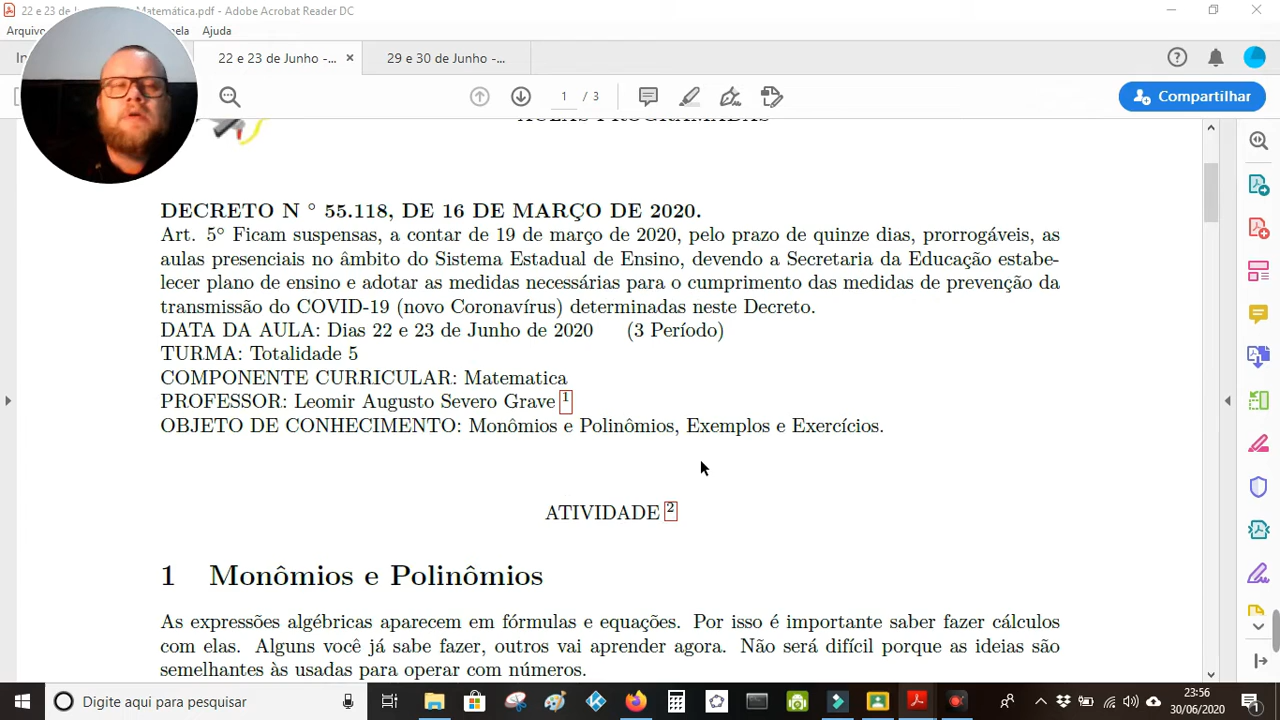 22 e 23 de J
Matemática.pdf - Adobe Acrobat Reader DC
Arquivo
Ajuda
22 e 23 de Junho -... ×
29 e 30 de Junho -...
1 / 3
Compartilhar
AULAS PROGRAMADAS
DECRETO N ° 55.118, DE 16 DE MARÇO DE 2020.
Art. 5° Ficam suspensas, a contar de 19 de março de 2020, pelo prazo de quinze dias, prorrogáveis, as
aulas presenciais no âmbito do Sistema Estadual de Ensino, devendo a Secretaria da Educação estabe-
lecer plano de ensino e adotar as medidas necessárias para o cumprimento das medidas de prevenção da
transmissão do COVID-19 (novo Coronavírus) determinadas neste Decreto.
DATA DA AULA: Dias 22 e 23 de Junho de 2020 (3 Período)
TURMA: Totalidade 5
COMPONENTE CURRICULAR: Matematica
PROFESSOR: Leomir Augusto Severo Grave 1
OBJETO DE CONHECIMENTO: Monômios e Polinômios, Exemplos e Exercícios.
ATIVIDADE 2
1 Monômios e Polinômios
As expressões algébricas aparecem em fórmulas e equações. Por isso é importante saber fazer cálculos
com elas. Alguns você já sabe fazer, outros vai aprender agora. Não será difícil porque as ideias são
semelhantes às usadas para operar com números.
Digite aqui para pesquisar
23:56
30/06/2020
1